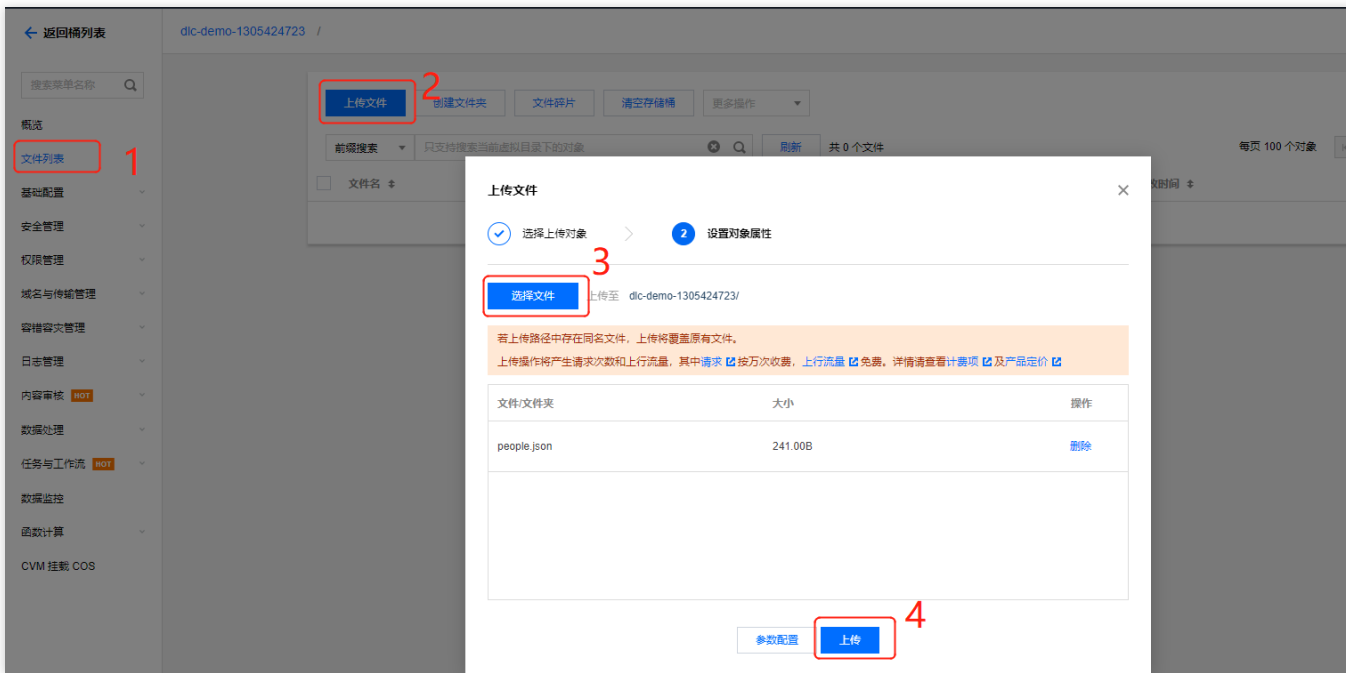 返回桶列表
dlc-demo-1305424723 /
搜索菜单名称
概览
1
文件列表
基础配置
安全管理
权限管理
域名与传输管理
容错容灾管理
日志管理
内容审核 HOT
数据处理
任务与工作流 HOT
数据监控
函数计算
CVM 挂载 COS
2
上传文件 创建文件夹 文件碎片 清空存储桶 更多操作
前缀搜索 只支持搜索当前虚拟目录下的对象 刷新 共 0 个文件 每页 100 个对象
文件名 改时间
上传文件
选择上传对象 2 设置对象属性
3
选择文件 上传至 dlc-demo-1305424723/
若上传路径中存在同名文件，上传将覆盖原有文件。
上传操作将产生请求次数和上行流量，其中请求 按万次收费，上行流量 免费。详情请查看计费项 及产品定价
文件/文件夹 大小 操作
people.json 241.00B 删除
4
参数配置 上传